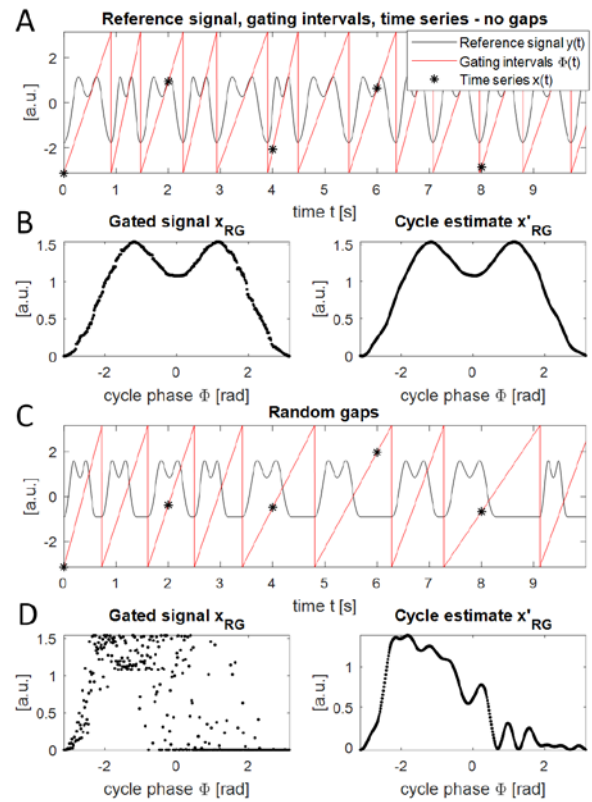 A
Reference signal, gating intervals, time series - no gaps
Reference signal y(t)
Gating intervals Φ(t)
Time series x(t)
[a.u.]
2
0
-2
0 1 2 3 4 5 6 7 8 9
time t [s]
B
Gated signal x_RG
Cycle estimate x'_RG
[a.u.]
1.5
1
0.5
0
-2 0 2
cycle phase Φ [rad]
[a.u.]
1.5
1
0.5
0
-2 0 2
cycle phase Φ [rad]
C
Random gaps
[a.u.]
2
0
-2
0 1 2 3 4 5 6 7 8 9
time t [s]
D
Gated signal x_RG
Cycle estimate x'_RG
[a.u.]
1.5
1
0.5
0
-2 0 2
cycle phase Φ [rad]
[a.u.]
1
0.5
0
-2 0 2
cycle phase Φ [rad]